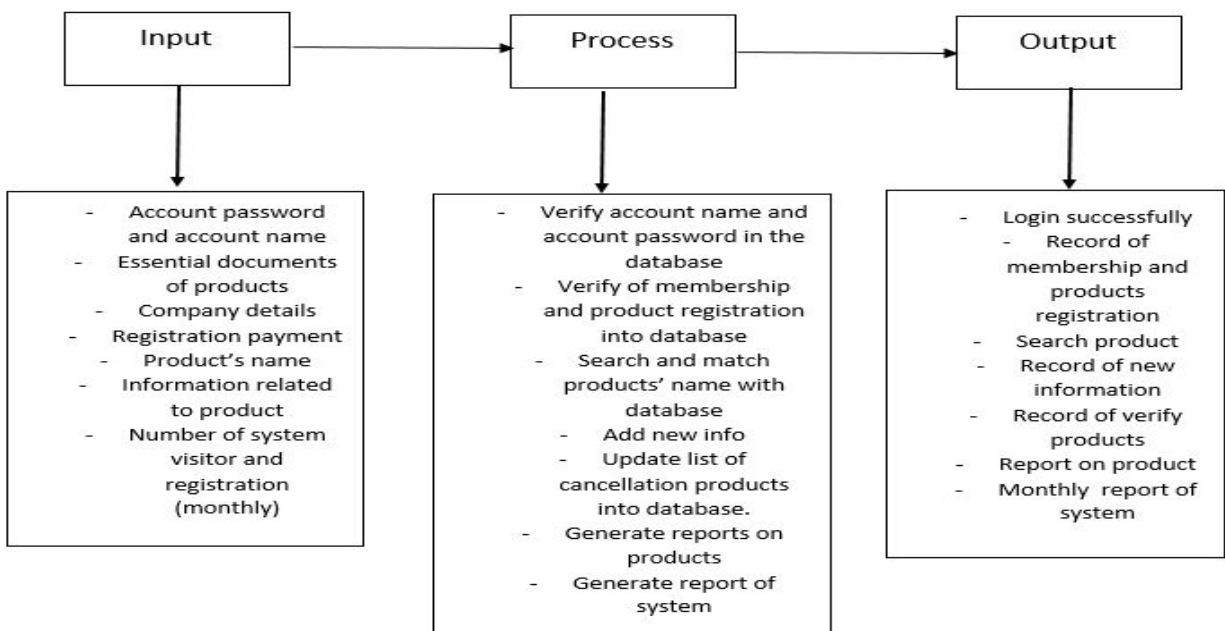 Input
Process
Output
- Account password
and account name
- Essential documents
of products
- Company details
- Registration payment
- Product's name
- Information related
to product
- Number of system
visitor and
registration
(monthly)
- Verify account name and
account password in the
database
- Verify of membership
and product registration
into database
- Search and match
products' name with
database
- Add new info
- Update list of
cancellation products
into database.
- Generate reports on
products
- Generate report of
system
- Login successfully
- Record of
membership and
products
registration
- Search product
- Record of new
information
- Record of verify
products
- Report on product
- Monthly report of
system